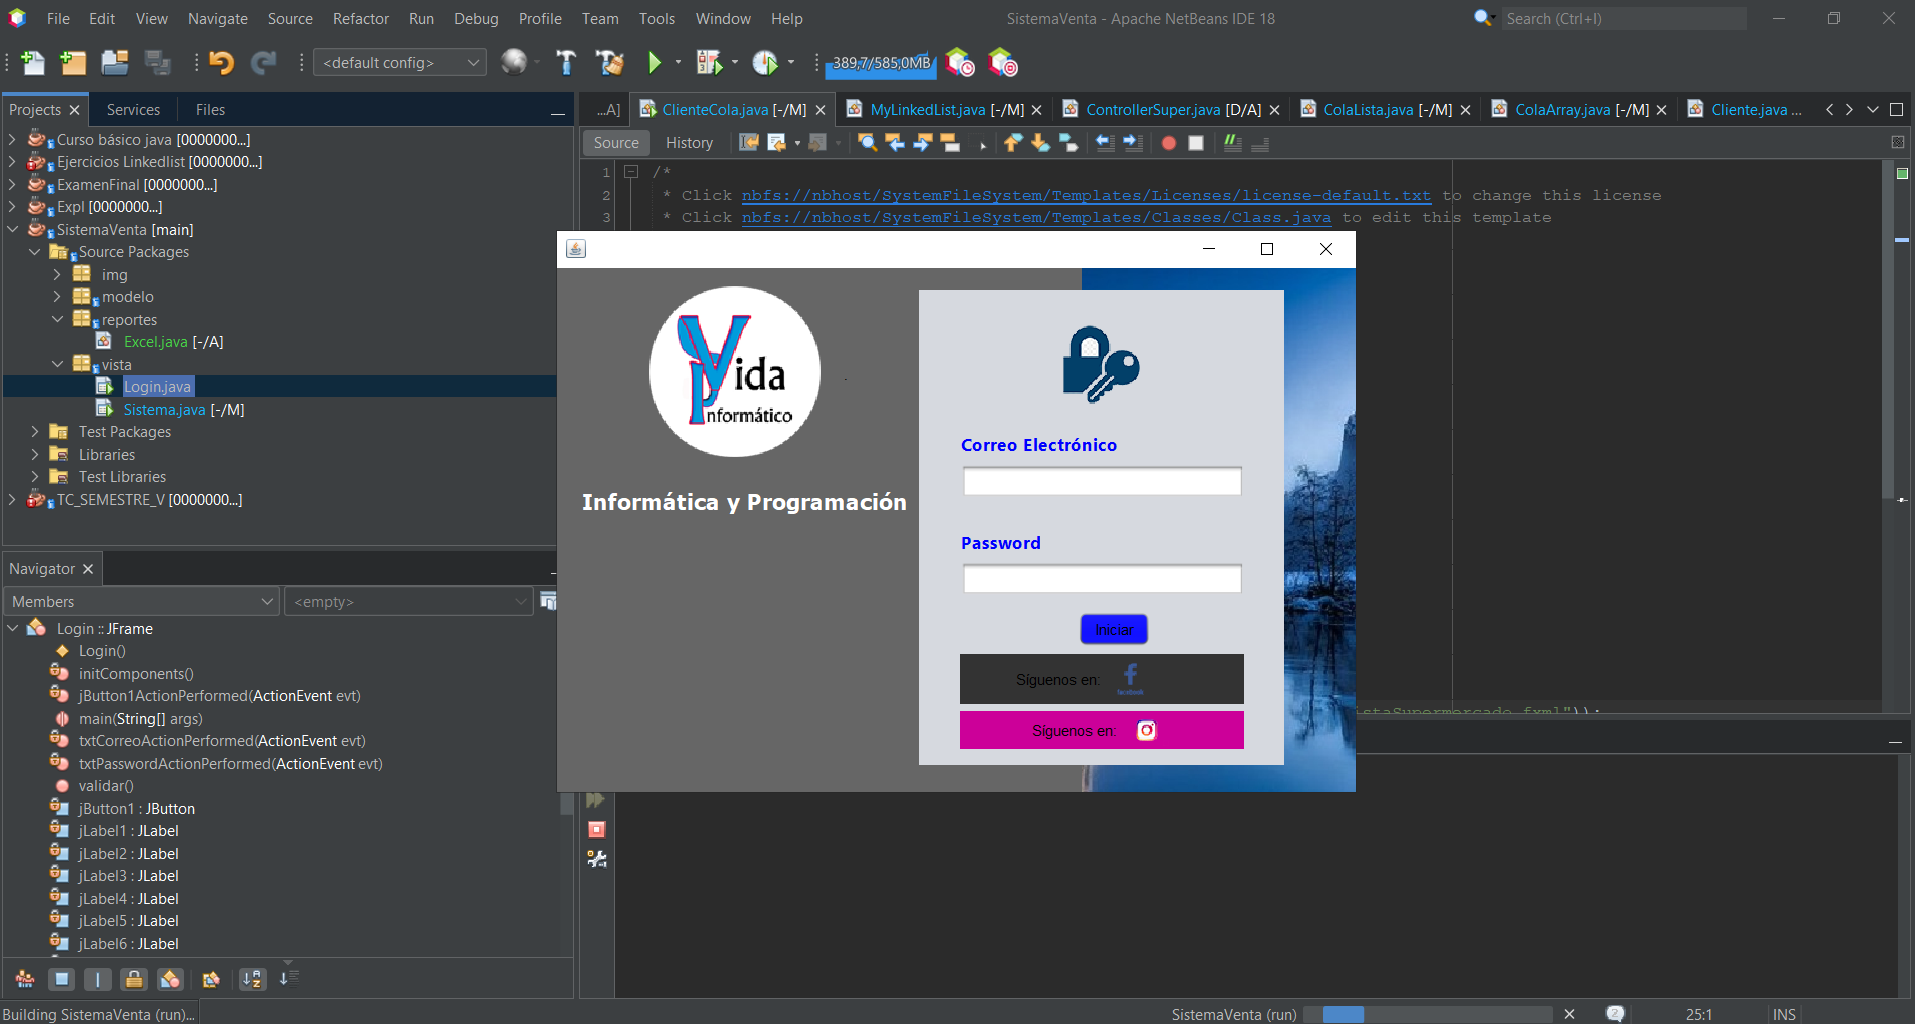 File Edit View Navigate Source Refactor Run Debug Profile Team Tools Window Help
SistemaVenta - Apache NetBeans IDE 18
Search (Ctrl+I)
<default config>
389,7/585,0MB
Projects Services Files
...A] ClienteCola.java [-/M] MyLinkedList.java [-/M] ControllerSuper.java [D/A] ColaLista.java [-/M] ColaArray.java [-/M] Cliente.java ...
Source History
Curso básico java [0000000...]
Ejercicios Linkedlist [0000000...]
ExamenFinal [0000000...]
Expl [0000000...]
SistemaVenta [main]
Source Packages
img
modelo
reportes
Excel.java [-/A]
vista
Login.java
Sistema.java [-/M]
Test Packages
Libraries
Test Libraries
TC_SEMESTRE_V [0000000...]
1 /*
2 * Click nbfs://nbhost/SystemFileSystem/Templates/Licenses/license-default.txt to change this license
3 * Click nbfs://nbhost/SystemFileSystem/Templates/Classes/Class.java to edit this template
Vida
Informático
Informática y Programación
Correo Electrónico
Password
Iniciar
Síguenos en:
facebook
Siguenos en:
istaSupermercado.fxml"));
Navigator
Members
<empty>
Login :: JFrame
Login()
initComponents()
jButton1ActionPerformed(ActionEvent evt)
main(String[] args)
txtCorreoActionPerformed(ActionEvent evt)
txtPasswordActionPerformed(ActionEvent evt)
validar()
jButton1 : JButton
jLabel1 : JLabel
jLabel2 : JLabel
jLabel3 : JLabel
jLabel4 : JLabel
jLabel5 : JLabel
jLabel6 : JLabel
Building SistemaVenta (run)...
SistemaVenta (run)
2
25:1
INS